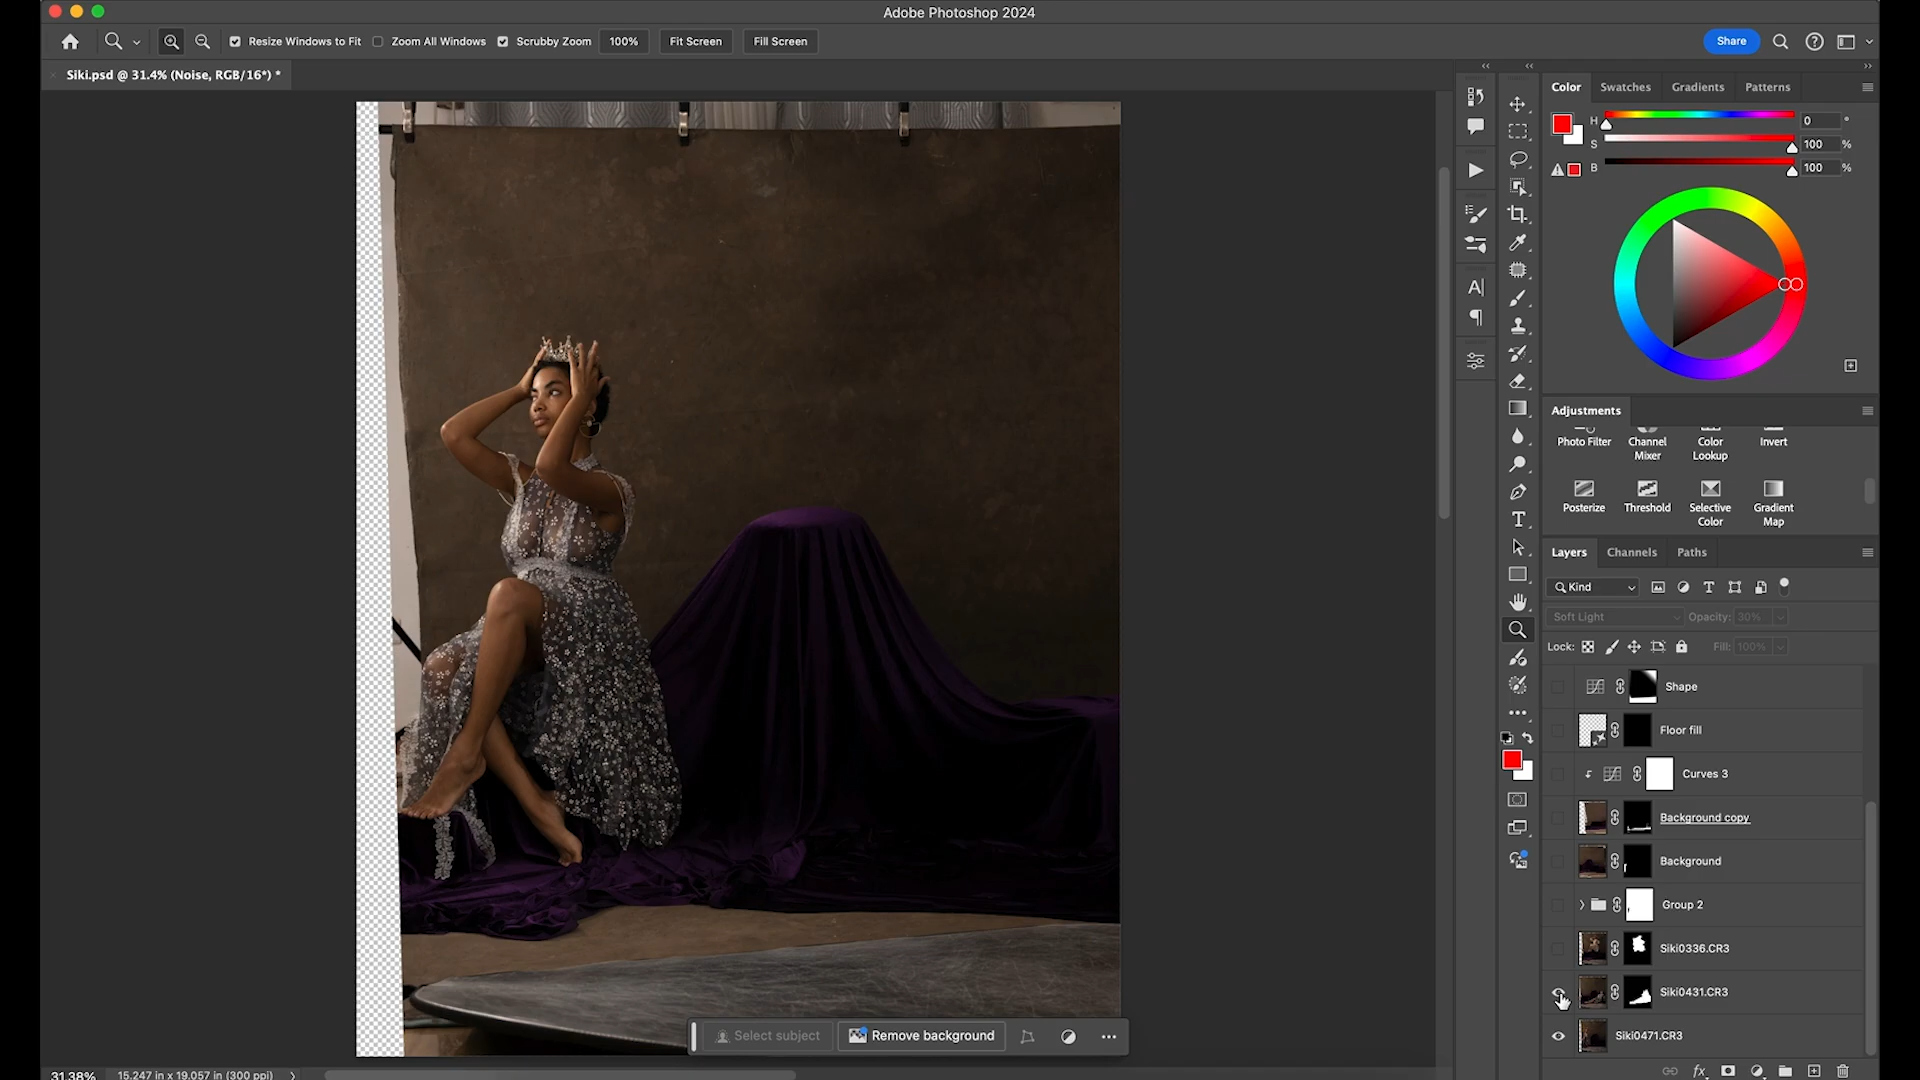 Adobe Photoshop 2024
Resize Windows to Fit
Zoom All Windows
Scrubby Zoom
100%
Fit Screen
Fill Screen
Share
Siki.psd @ 31.4% (Noise, RGB/16*) *
Color
Swatches
Gradients
Patterns
H
0
°
S
100
%
B
100
%
Adjustments
Photo Filter
Channel Mixer
Color Lookup
Invert
Posterize
Threshold
Selective Color
Gradient Map
Layers
Channels
Paths
Kind
Soft Light
Opacity: 30%
Lock:
Fill: 100%
Shape
Floor fill
Curves 3
Background copy
Background
Group 2
Siki0336.CR3
Siki0431.CR3
Siki0471.CR3
Select subject
Remove background
31.38%
15.247 in x 19.057 in (300 ppi)
fx